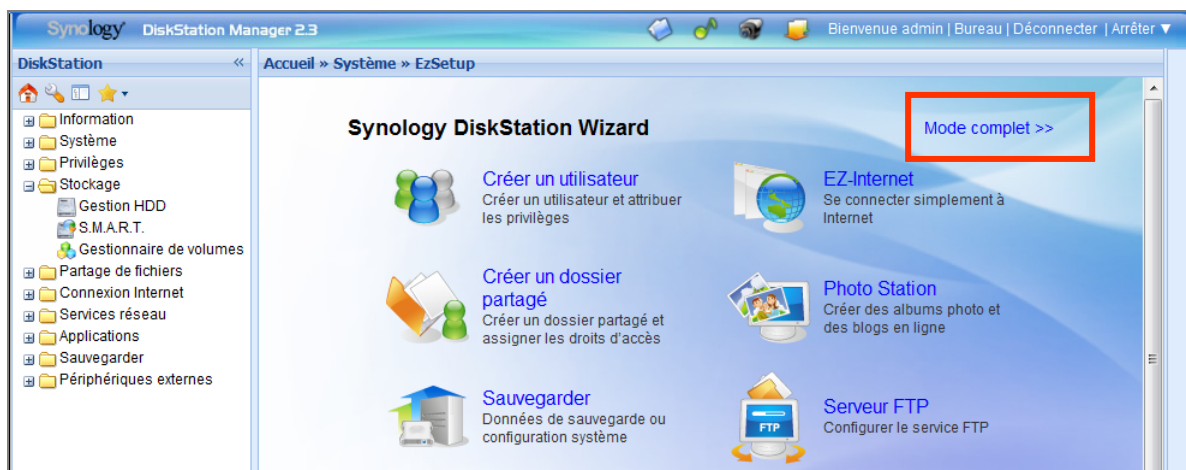 Synology DiskStation Manager 2.3
Bienvenue admin | Bureau | Déconnecter | Arrêter ▼
DiskStation «
Accueil » Système » EzSetup
Information
Système
Privilèges
Stockage
Gestion HDD
S.M.A.R.T.
Gestionnaire de volumes
Partage de fichiers
Connexion Internet
Services réseau
Applications
Sauvegarder
Périphériques externes
Synology DiskStation Wizard
Mode complet >>
Créer un utilisateur
Créer un utilisateur et attribuer
les privilèges
EZ-Internet
Se connecter simplement à
Internet
Créer un dossier
partagé
Créer un dossier partagé et
assigner les droits d'accès
Photo Station
Créer des albums photo et
des blogs en ligne
Sauvegarder
Données de sauvegarde ou
configuration système
FTP
Serveur FTP
Configurer le service FTP